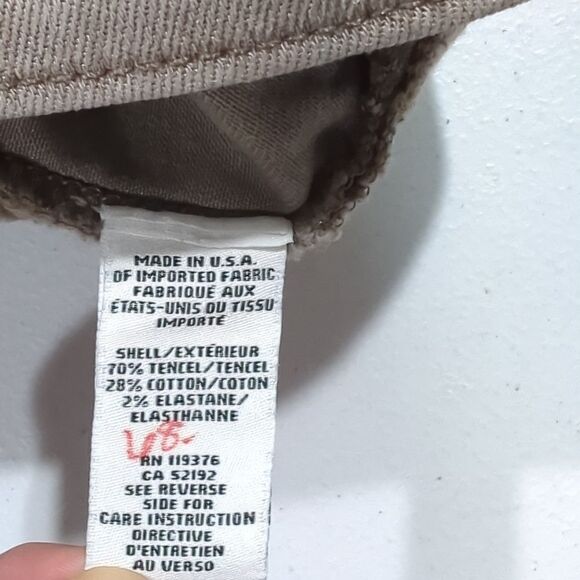 MADE IN U.S.A.
OF IMPORTED FABRIC
FABRIQUÉ AUX
ÉTATS-UNIS DU TISSU
IMPORTÉ
SHELL/EXTÉRIEUR
70% TENCEL/TENCEL
28% COTTON/COTON
2% ELASTANE/
ELASTHANNE
RN 119376
CA 52192
SEE REVERSE
SIDE FOR
CARE INSTRUCTION
DIRECTIVE
D'ENTRETIEN
AU VERSO